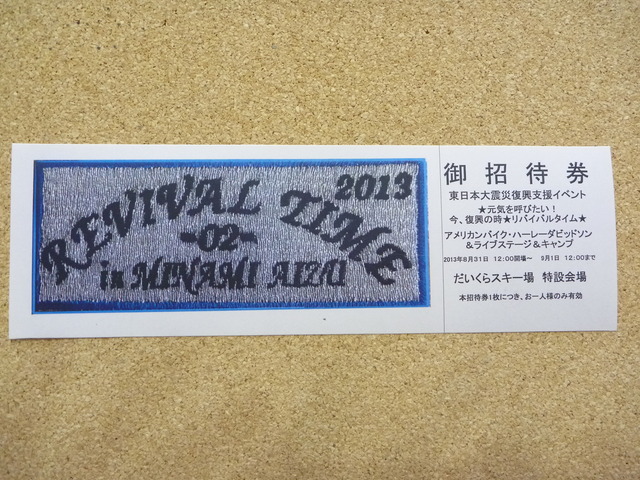 2013
REVIVAL TIME
-02-
in MINAMI AIZU
御招待券
東日本大震災復興支援イベント
★元気を呼びたい！
今、復興の時★リバイバルタイム★
アメリカンバイク・ハーレーダビッドソン
＆ライブステージ＆キャンプ
2013年8月31日 12:00開場～ 9月1日 12:00まで
だいくらスキー場 特設会場
本招待券1枚につき、お一人様のみ有効